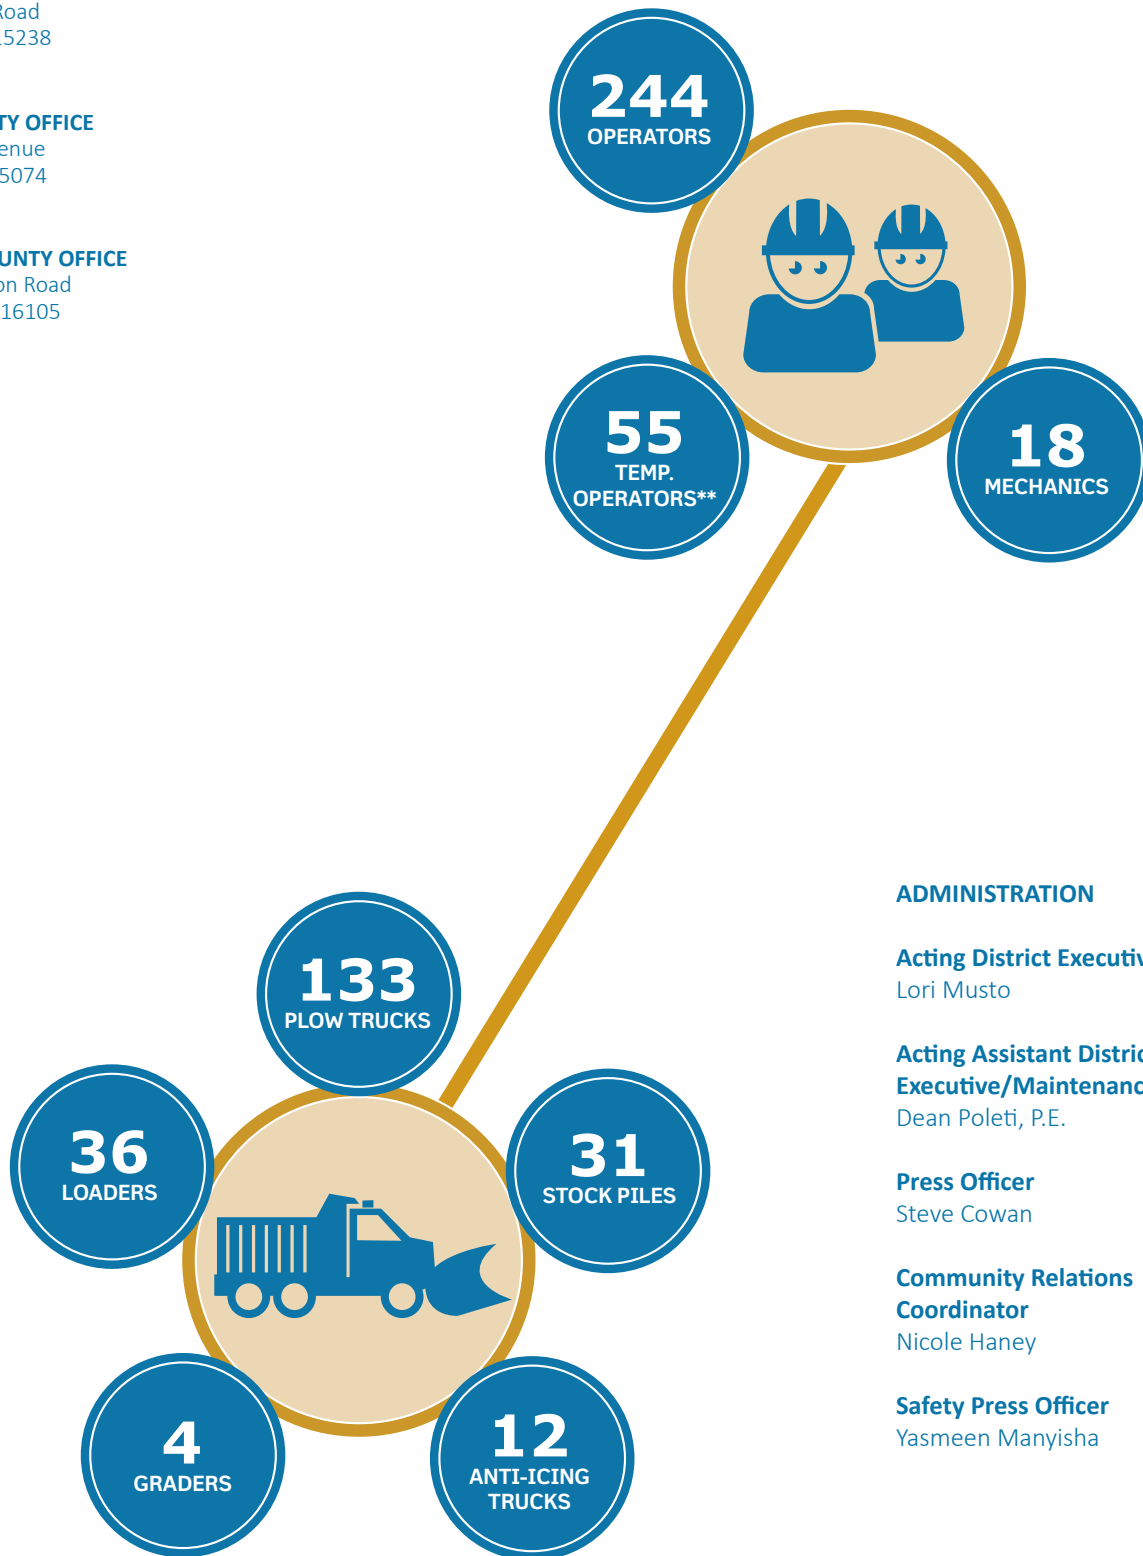 Road
15238
TY OFFICE
enue
5074
UNTY OFFICE
on Road
16105
244
OPERATORS
55
TEMP.
OPERATORS**
18
MECHANICS
133
PLOW TRUCKS
36
LOADERS
31
STOCK PILES
4
GRADERS
12
ANTI-ICING
TRUCKS
ADMINISTRATION
Acting District Executiv
Lori Musto
Acting Assistant Distric
Executive/Maintenanc
Dean Poleti, P.E.
Press Officer
Steve Cowan
Community Relations
Coordinator
Nicole Haney
Safety Press Officer
Yasmeen Manyisha